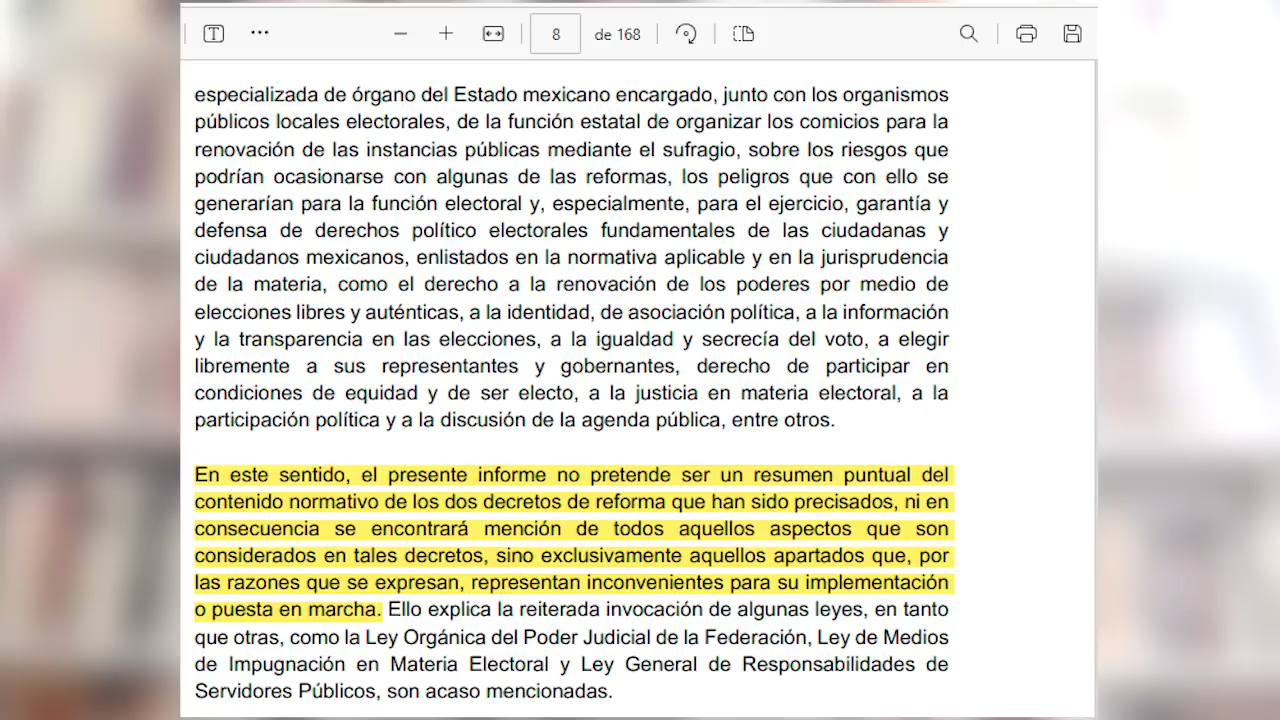 8 de 168
especializada de órgano del Estado mexicano encargado, junto con los organismos
públicos locales electorales, de la función estatal de organizar los comicios para la
renovación de las instancias públicas mediante el sufragio, sobre los riesgos que
podrían ocasionarse con algunas de las reformas, los peligros que con ello se
generarían para la función electoral y, especialmente, para el ejercicio, garantía y
defensa de derechos político electorales fundamentales de las ciudadanas y
ciudadanos mexicanos, enlistados en la normativa aplicable y en la jurisprudencia
de la materia, como el derecho a la renovación de los poderes por medio de
elecciones libres y auténticas, a la identidad, de asociación política, a la información
y la transparencia en las elecciones, a la igualdad y secrecía del voto, a elegir
libremente a sus representantes y gobernantes, derecho de participar en
condiciones de equidad y de ser electo, a la justicia en materia electoral, a la
participación política y a la discusión de la agenda pública, entre otros.
En este sentido, el presente informe no pretende ser un resumen puntual del
contenido normativo de los dos decretos de reforma que han sido precisados, ni en
consecuencia se encontrará mención de todos aquellos aspectos que son
considerados en tales decretos, sino exclusivamente aquellos apartados que, por
las razones que se expresan, representan inconvenientes para su implementación
o puesta en marcha. Ello explica la reiterada invocación de algunas leyes, en tanto
que otras, como la Ley Orgánica del Poder Judicial de la Federación, Ley de Medios
de Impugnación en Materia Electoral y Ley General de Responsabilidades de
Servidores Públicos, son acaso mencionadas.